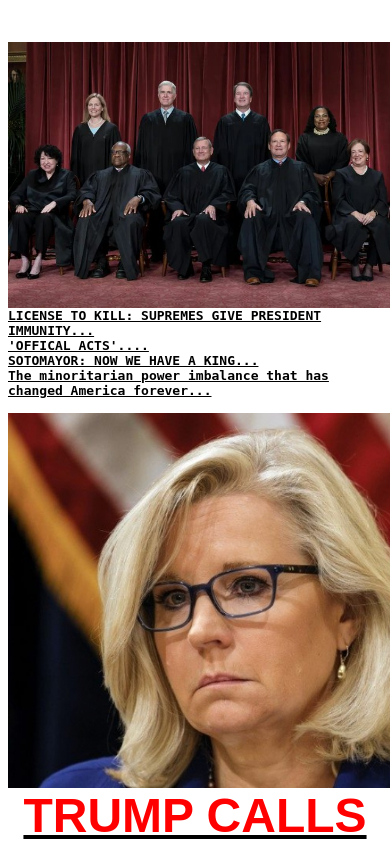 LICENSE TO KILL: SUPREMES GIVE PRESIDENT
IMMUNITY...
'OFFICAL ACTS'....
SOTOMAYOR: NOW WE HAVE A KING...
The minoritarian power imbalance that has
changed America forever...
TRUMP CALLS